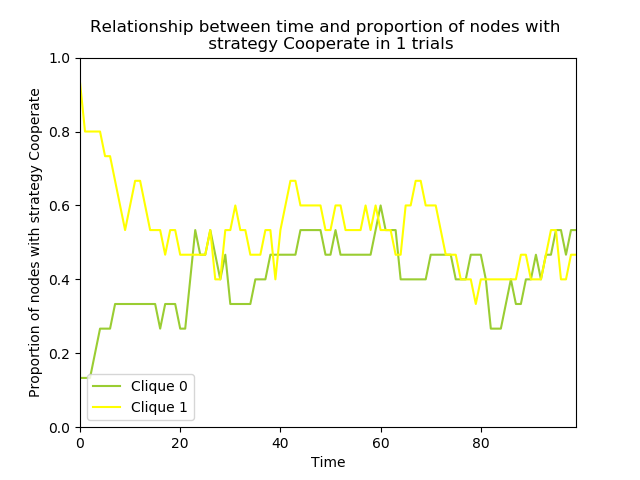 Relationship between time and proportion of nodes with
strategy Cooperate in 1 trials
1.0
0.8
0.6
0.4
0.2
0.0
Proportion of nodes with strategy Cooperate
Clique 0
Clique 1
0
20
40
60
80
Time